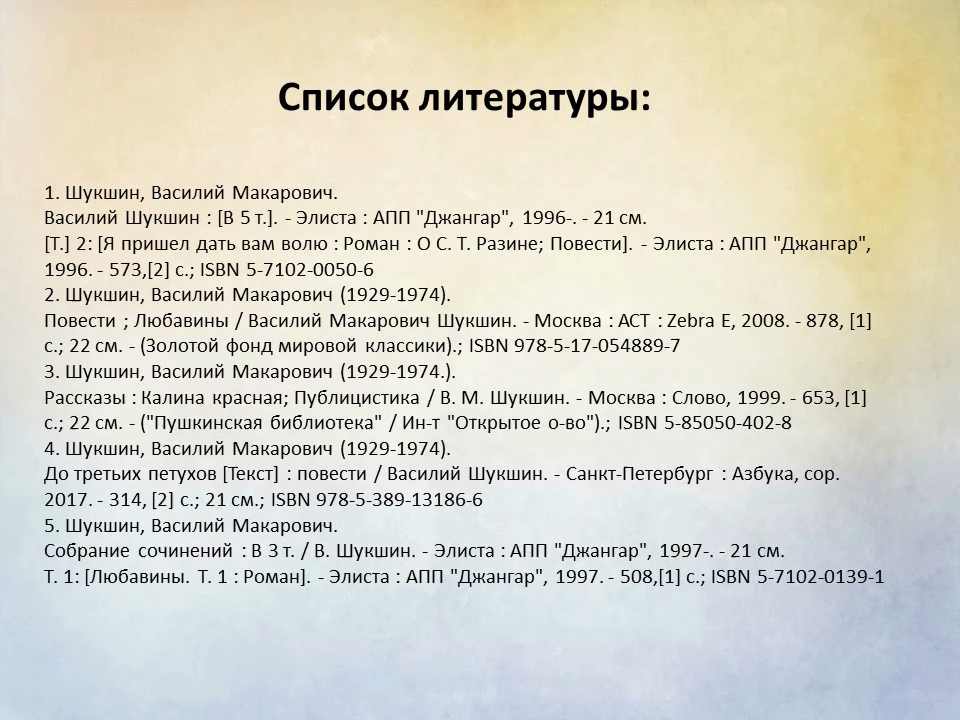 Список литературы:
1. Шукшин, Василий Макарович.
Василий Шукшин : [В 5 т.]. - Элиста : АПП "Джангар", 1996-. - 21 см.
[Т.] 2: [Я пришел дать вам волю : Роман : О С. Т. Разине; Повести]. - Элиста : АПП "Джангар",
1996. - 573,[2] с.; ISBN 5-7102-0050-6
2. Шукшин, Василий Макарович (1929-1974).
Повести ; Любавины / Василий Макарович Шукшин. - Москва : АСТ : Zebra E, 2008. - 878, [1]
с.; 22 см. - (Золотой фонд мировой классики).; ISBN 978-5-17-054889-7
3. Шукшин, Василий Макарович (1929-1974.).
Рассказы : Калина красная; Публицистика / В. М. Шукшин. - Москва : Слово, 1999. - 653, [1]
с.; 22 см. - ("Пушкинская библиотека" / Ин-т "Открытое о-во").; ISBN 5-85050-402-8
4. Шукшин, Василий Макарович (1929-1974).
До третьих петухов [Текст] : повести / Василий Шукшин. - Санкт-Петербург : Азбука, cop.
2017. - 314, [2] с.; 21 см.; ISBN 978-5-389-13186-6
5. Шукшин, Василий Макарович.
Собрание сочинений : В 3 т. / В. Шукшин. - Элиста : АПП "Джангар", 1997-. - 21 см.
Т. 1: [Любавины. Т. 1 : Роман]. - Элиста : АПП "Джангар", 1997. - 508,[1] с.; ISBN 5-7102-0139-1